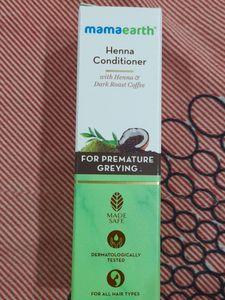 mamaearth®
Henna
Conditioner
with Henna &
Dark Roast Coffee
FOR PREMATURE
GREYING
MADE
SAFE
DERMATOLOGICALLY
TESTED
FOR ALL HAIR TYPES